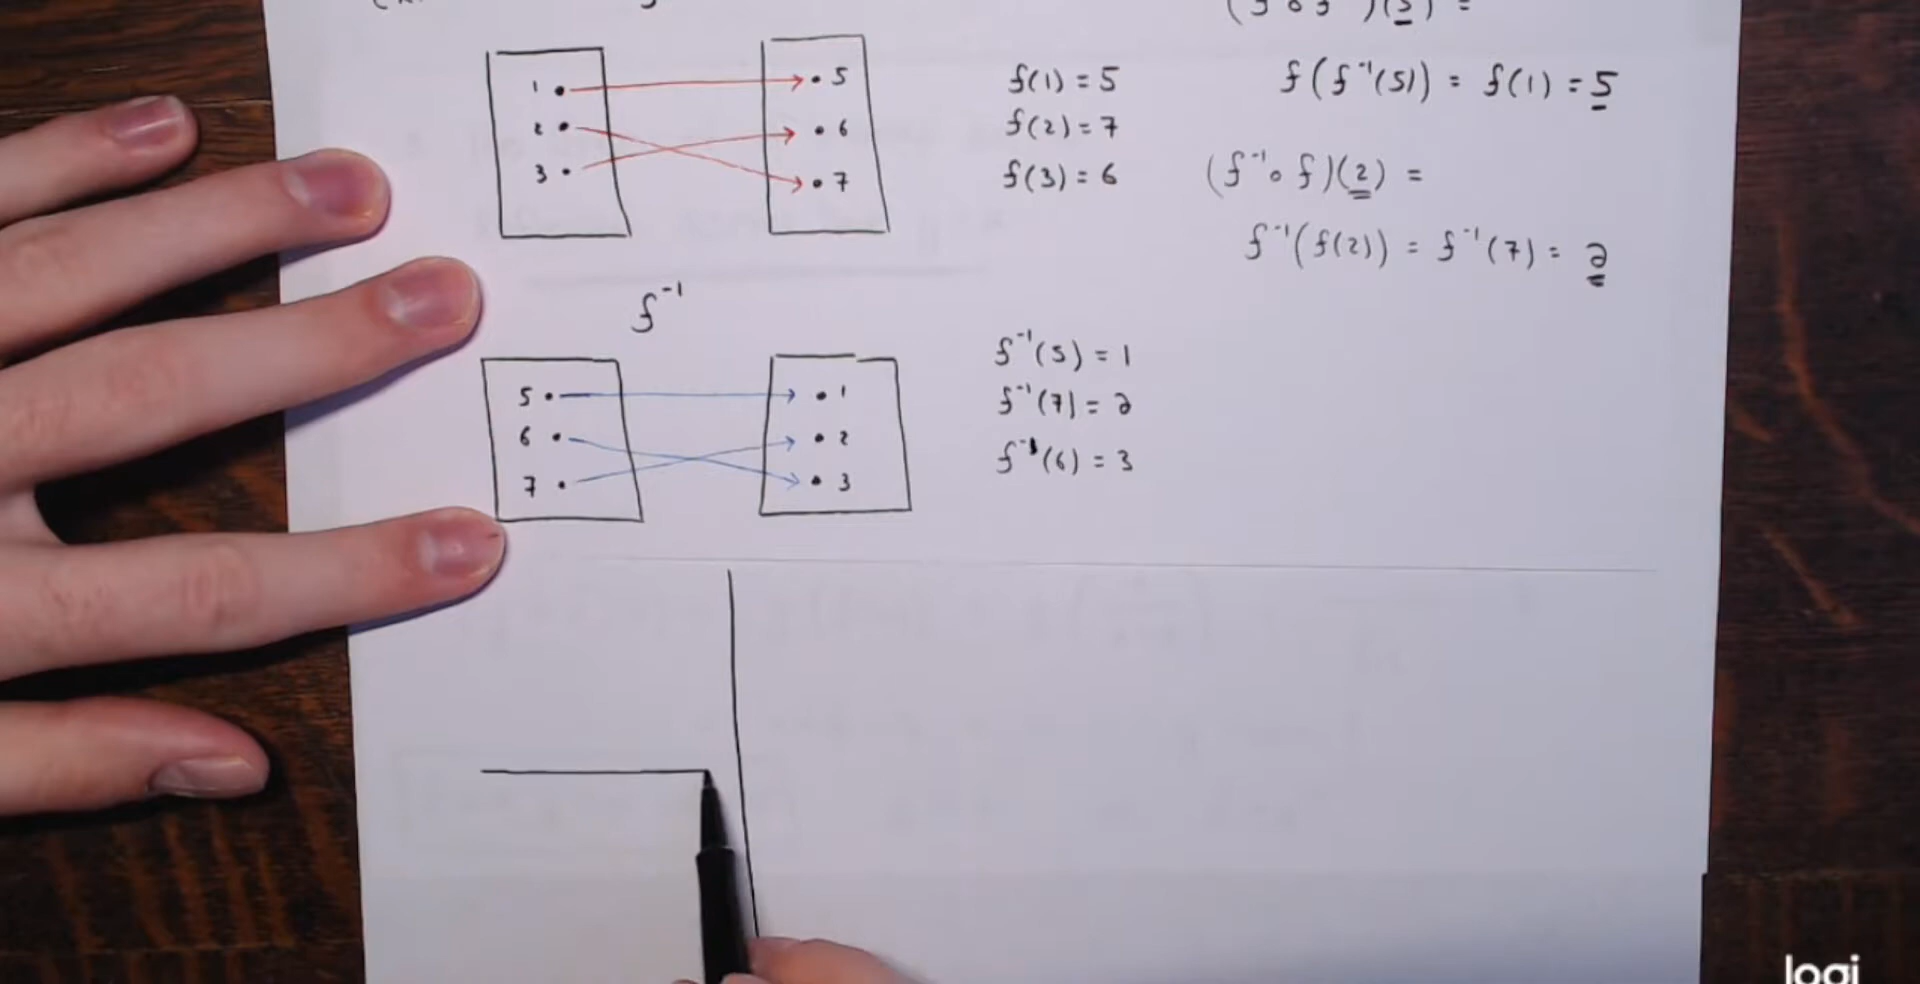 1 5
2 6
3 7
f(1) = 5
f(2) = 7
f(3) = 6
f(f⁻¹(5)) = f(1) = 5
(f⁻¹∘f)(2) =
f⁻¹(f(2)) = f⁻¹(7) = 2
f⁻¹
5 1
6 2
7 3
f⁻¹(5) = 1
f⁻¹(7) = 2
f⁻¹(6) = 3
logi